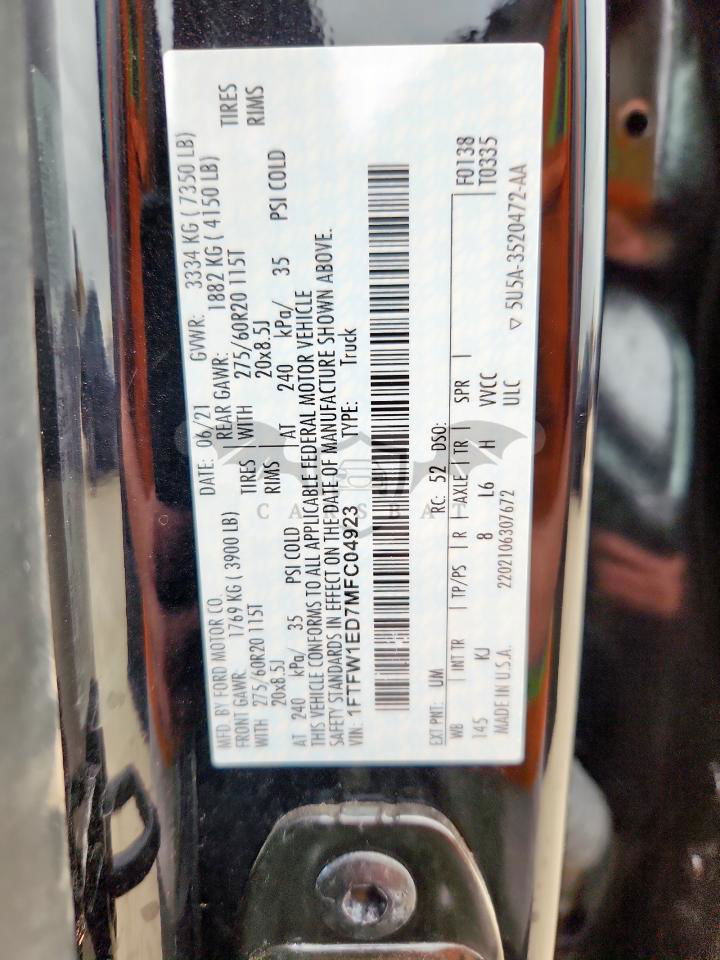 MFD. BY FORD MOTOR CO.
DATE: 06/21 GVWR: 3334 KG ( 7350 LB)
FRONT GAWR: 1769 KG ( 3900 LB) REAR GAWR: 1882 KG ( 4150 LB)
WITH 275/60R20 115T TIRES WITH 275/60R20 115T TIRES
20x8.5J RIMS 20x8.5J RIMS
AT 240 kPa/ 35 PSI COLD AT 240 kPa/ 35 PSI COLD
THIS VEHICLE CONFORMS TO ALL APPLICABLE FEDERAL MOTOR VEHICLE
SAFETY STANDARDS IN EFFECT ON THE DATE OF MANUFACTURE SHOWN ABOVE.
VIN: 1FTFW1ED7MFC04923 TYPE: Truck
CARSBAT
EXT PNT: UM RC: 52 DSO: F0138
WB INT TR TP/PS R AXLE TR SPR T0335
145 KJ 8 L6 H VVCC
MADE IN U.S.A. 2202106307672 ULC
▽ 5U5A-3520472-AA